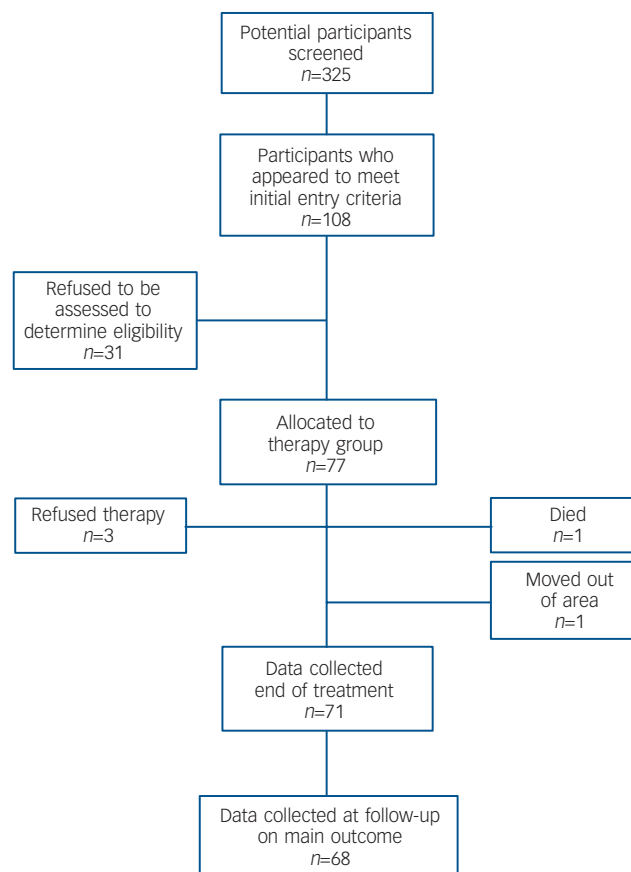 Potential participants
screened
n=325
Participants who
appeared to meet
initial entry criteria
n=108
Refused to be
assessed to
determine eligibility
n=31
Allocated to
therapy group
n=77
Refused therapy
n=3
Died
n=1
Moved out
of area
n=1
Data collected
end of treatment
n=71
Data collected at follow-up
on main outcome
n=68